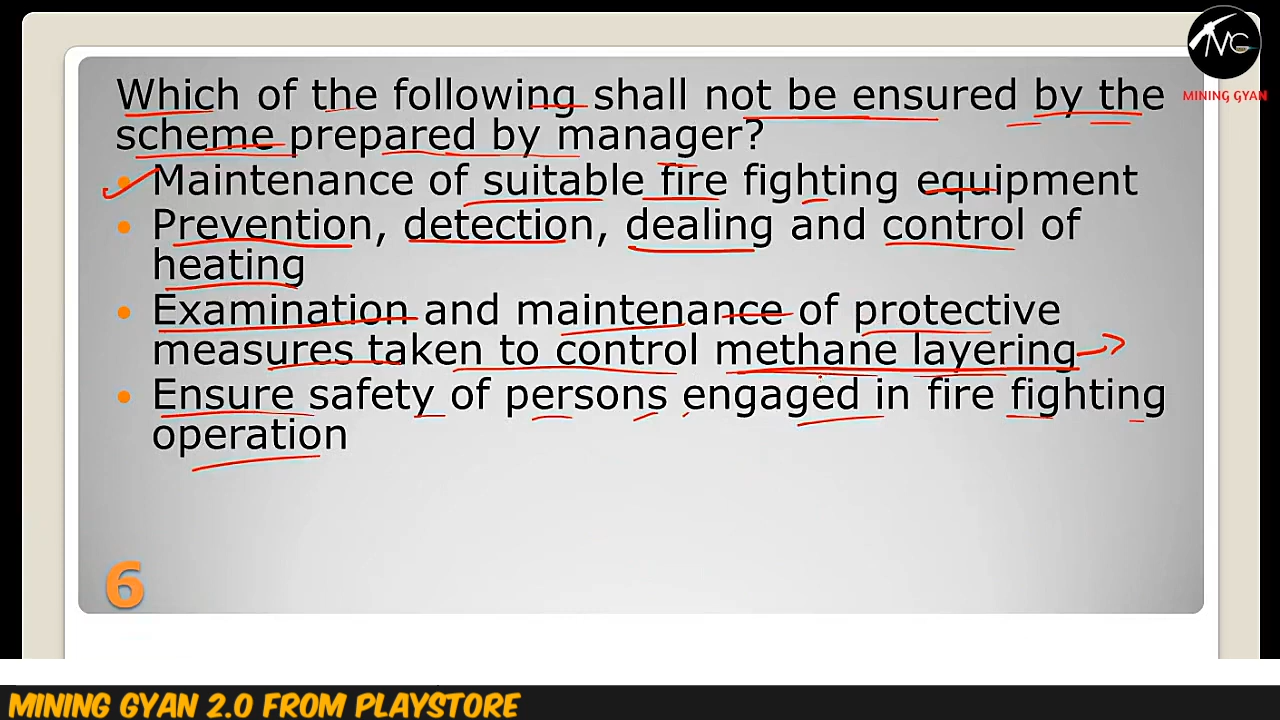 MC
MINING GYAN
Which of the following shall not be ensured by the
scheme prepared by manager?
• Maintenance of suitable fire fighting equipment
• Prevention, detection, dealing and control of
heating
• Examination and maintenance of protective
measures taken to control methane layering
• Ensure safety of persons engaged in fire fighting
operation
6
MINING GYAN 2.0 FROM PLAYSTORE